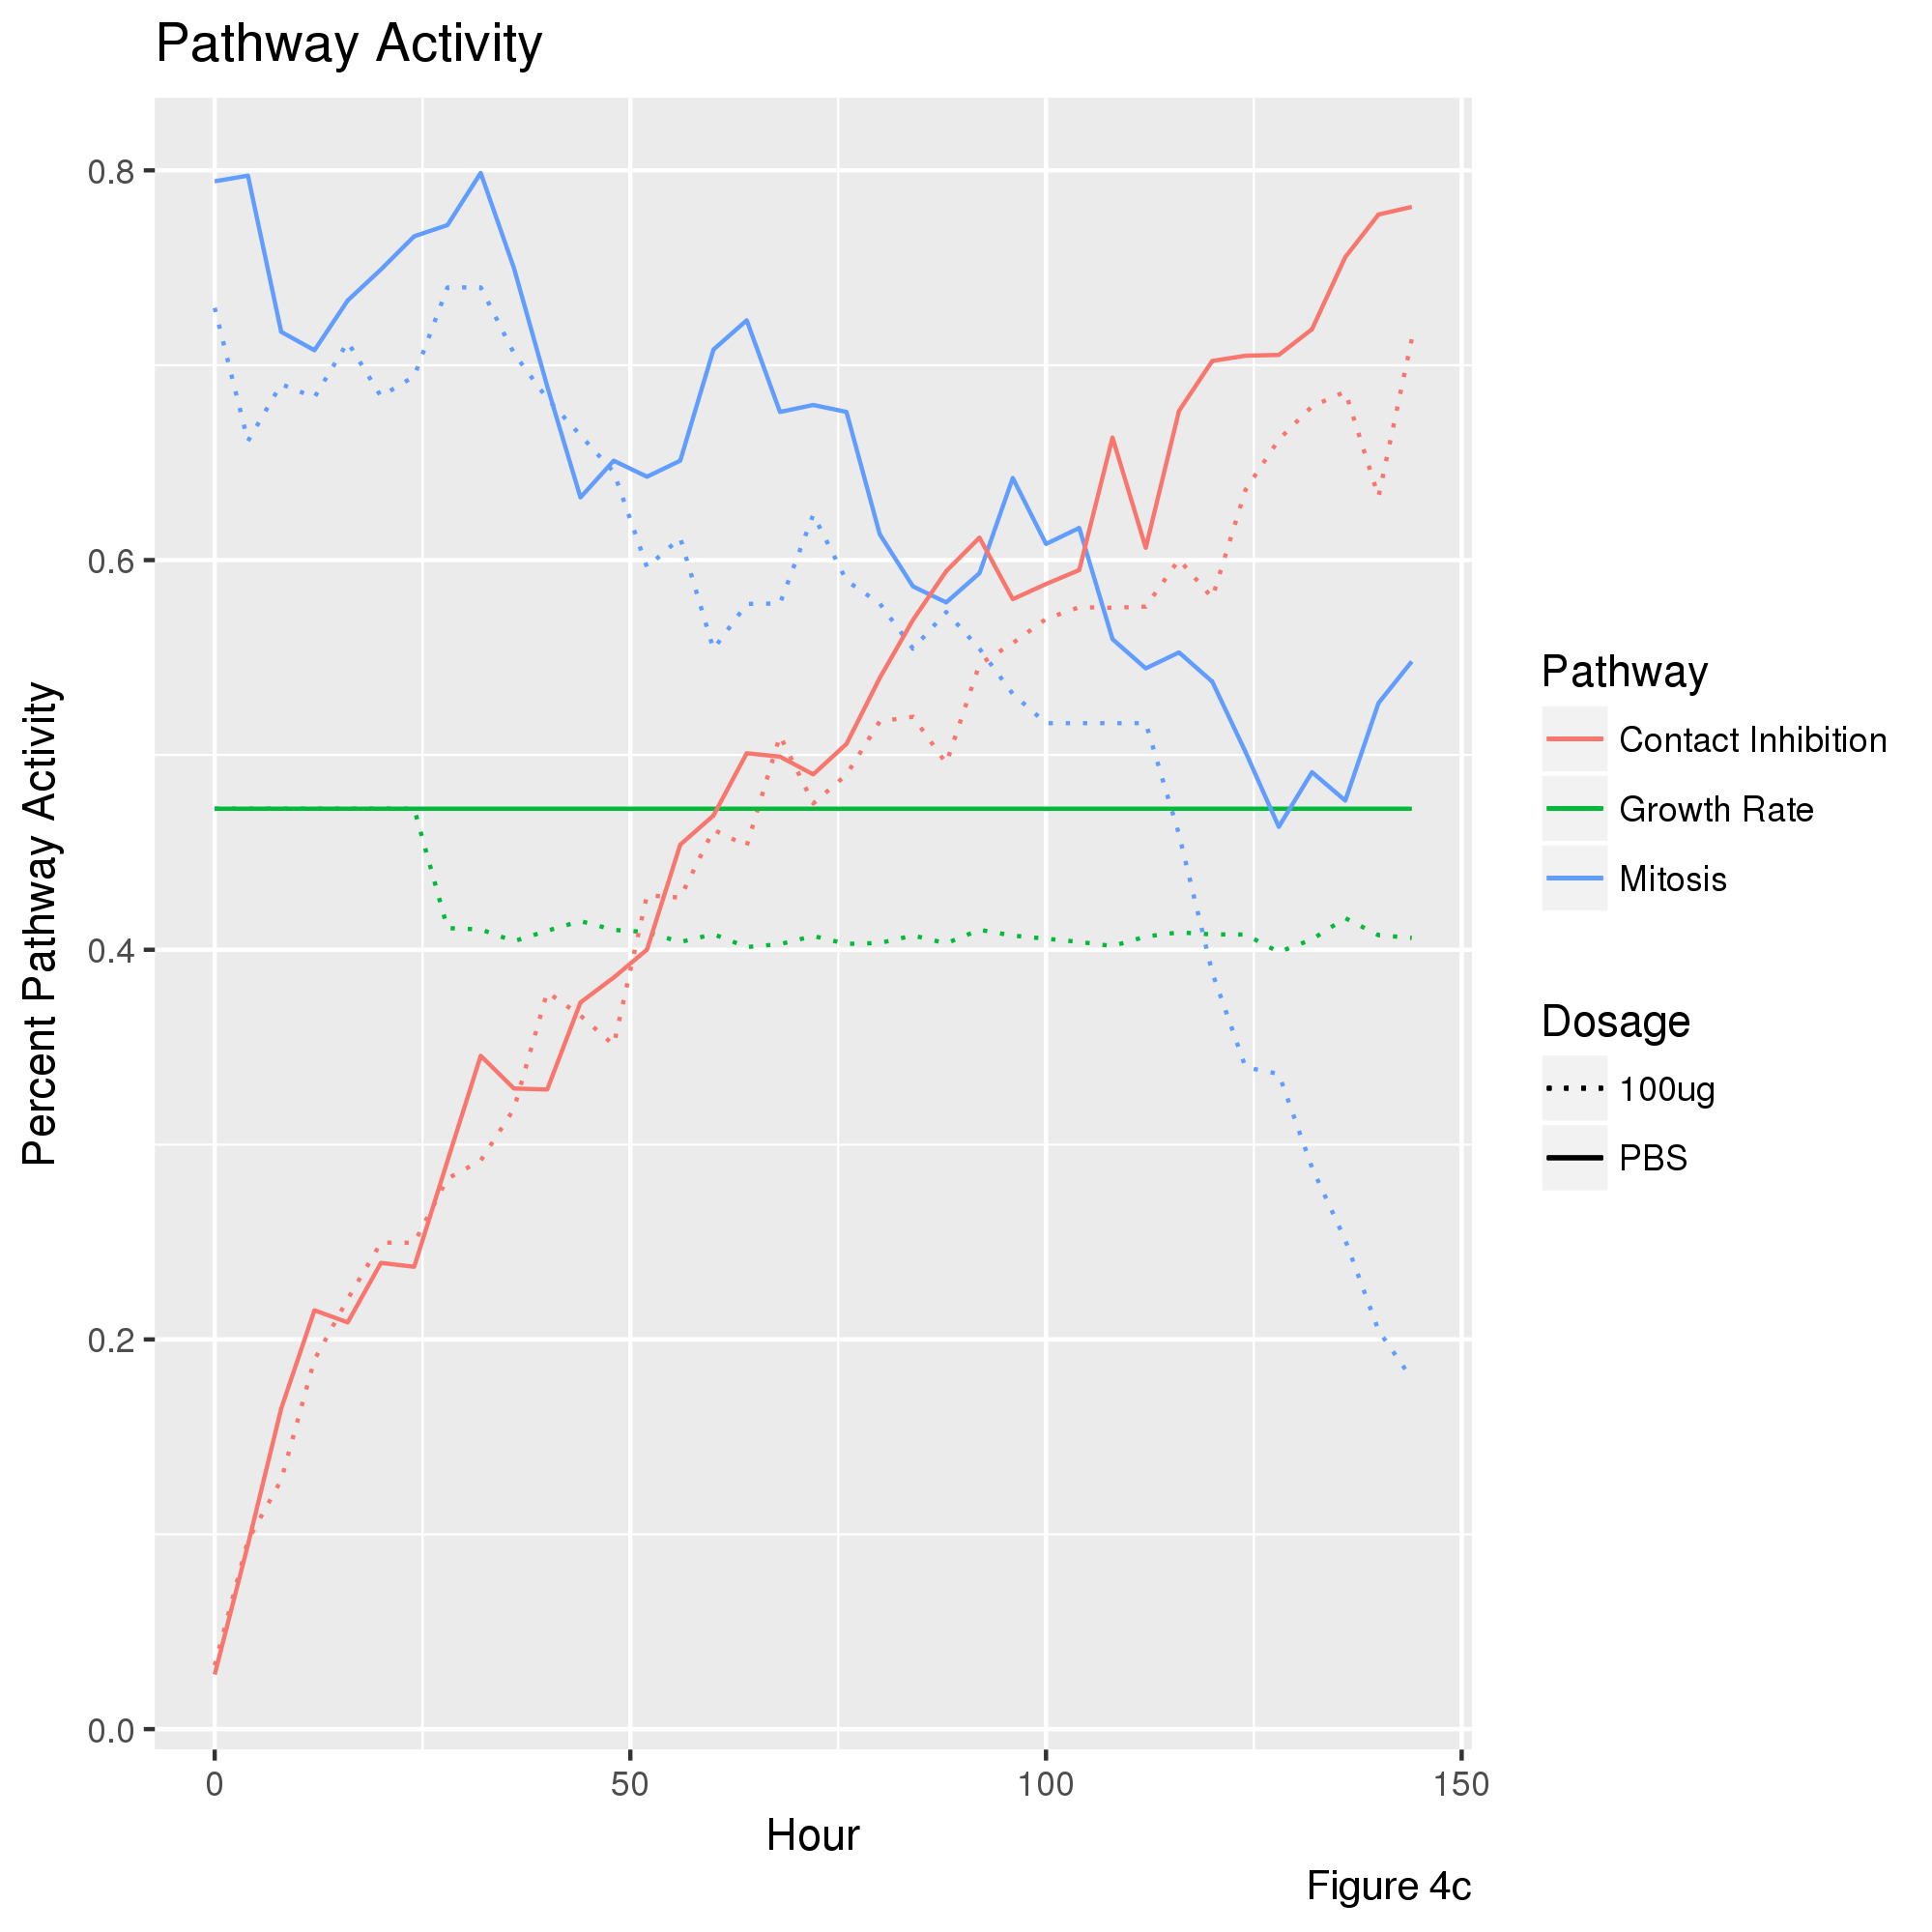 Pathway Activity
Percent Pathway Activity
0.8
0.6
0.4
0.2
0.0
0
50
100
150
Hour
Pathway
Contact Inhibition
Growth Rate
Mitosis
Dosage
100ug
PBS
Figure 4c